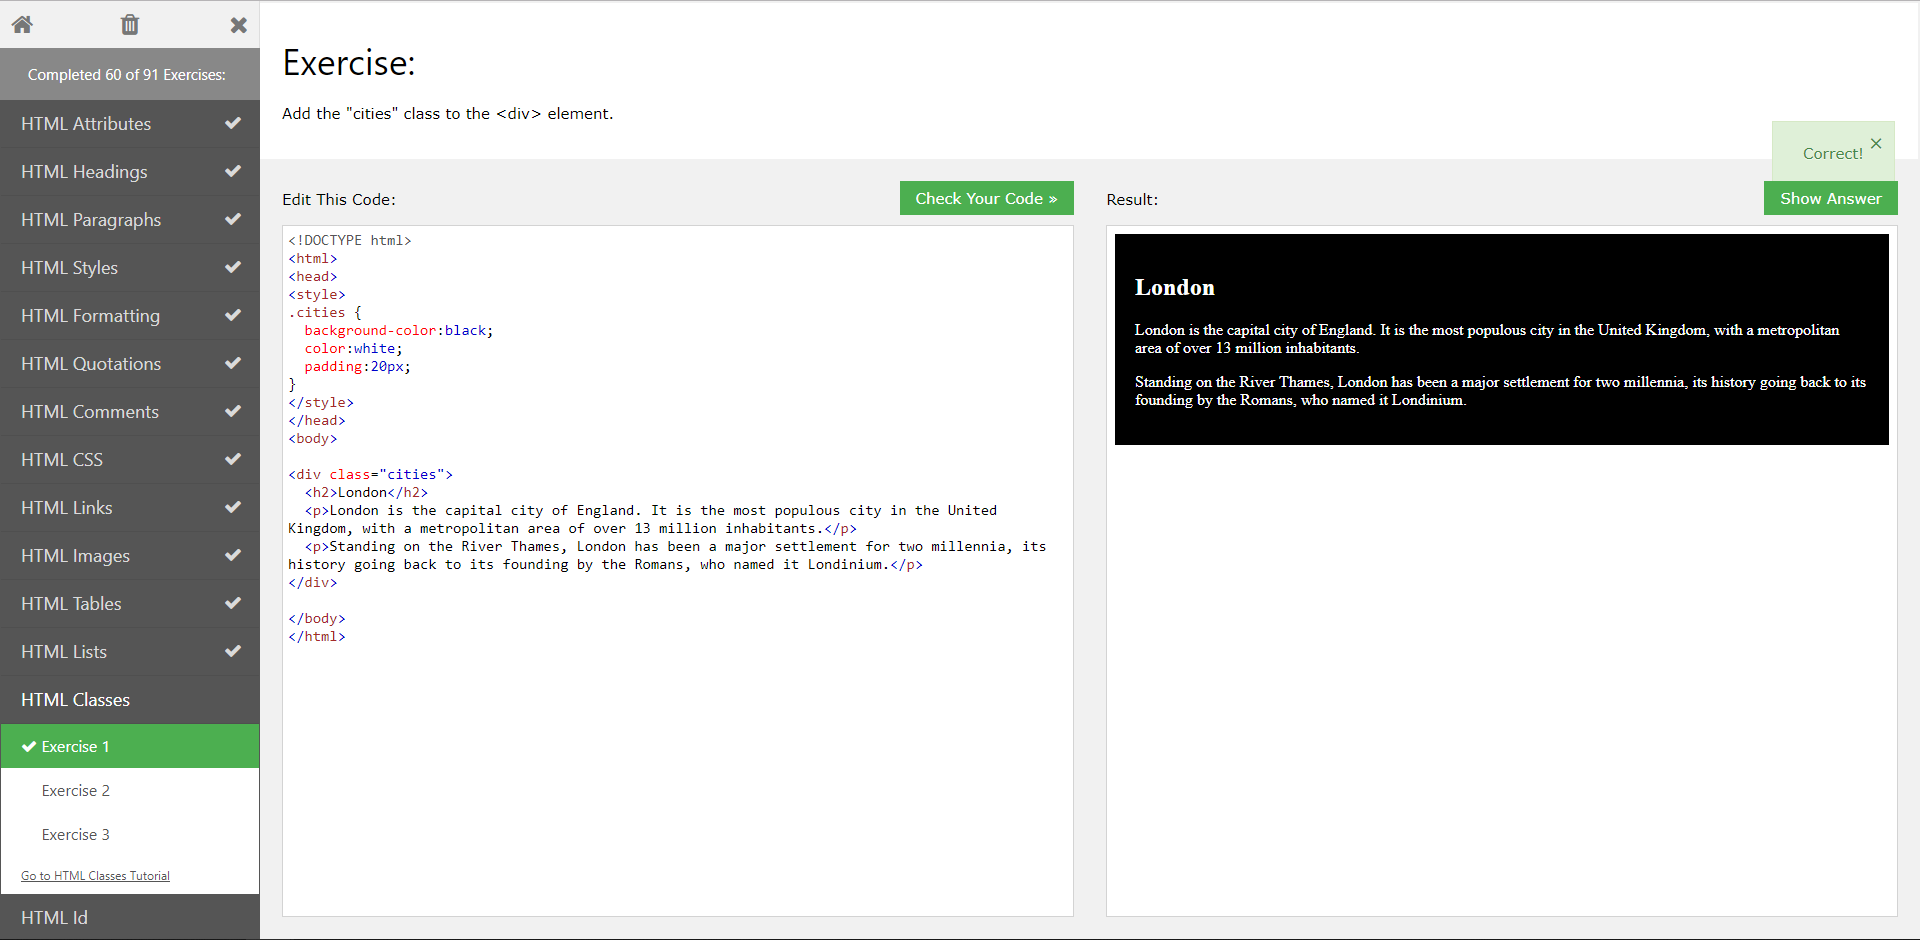 Completed 60 of 91 Exercises:
HTML Attributes
HTML Headings
HTML Paragraphs
HTML Styles
HTML Formatting
HTML Quotations
HTML Comments
HTML CSS
HTML Links
HTML Images
HTML Tables
HTML Lists
HTML Classes
Exercise 1
Exercise 2
Exercise 3
Go to HTML Classes Tutorial
HTML Id
Exercise:
Add the "cities" class to the <div> element.
Correct!
Edit This Code:
Check Your Code »
<!DOCTYPE html>
<html>
<head>
<style>
.cities {
  background-color:black;
  color:white;
  padding:20px;
}
</style>
</head>
<body>

<div class="cities">
  <h2>London</h2>
  <p>London is the capital city of England. It is the most populous city in the United
Kingdom, with a metropolitan area of over 13 million inhabitants.</p>
  <p>Standing on the River Thames, London has been a major settlement for two millennia, its
history going back to its founding by the Romans, who named it Londinium.</p>
</div>

</body>
</html>
Result:
Show Answer
London
London is the capital city of England. It is the most populous city in the United Kingdom, with a metropolitan
area of over 13 million inhabitants.
Standing on the River Thames, London has been a major settlement for two millennia, its history going back to its
founding by the Romans, who named it Londinium.